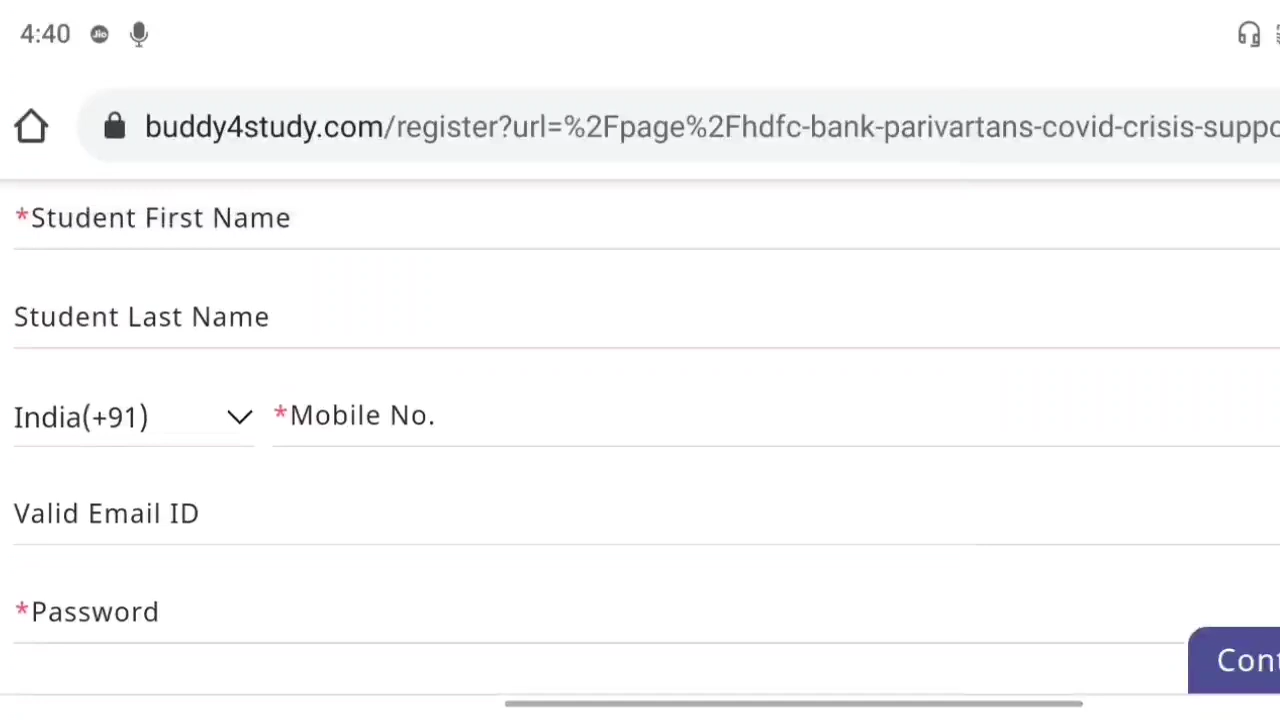 4:40 Jio
buddy4study.com/register?url=%2Fpage%2Fhdfc-bank-parivartans-covid-crisis-suppo
*Student First Name
Student Last Name
India(+91) *Mobile No.
Valid Email ID
*Password
Cont